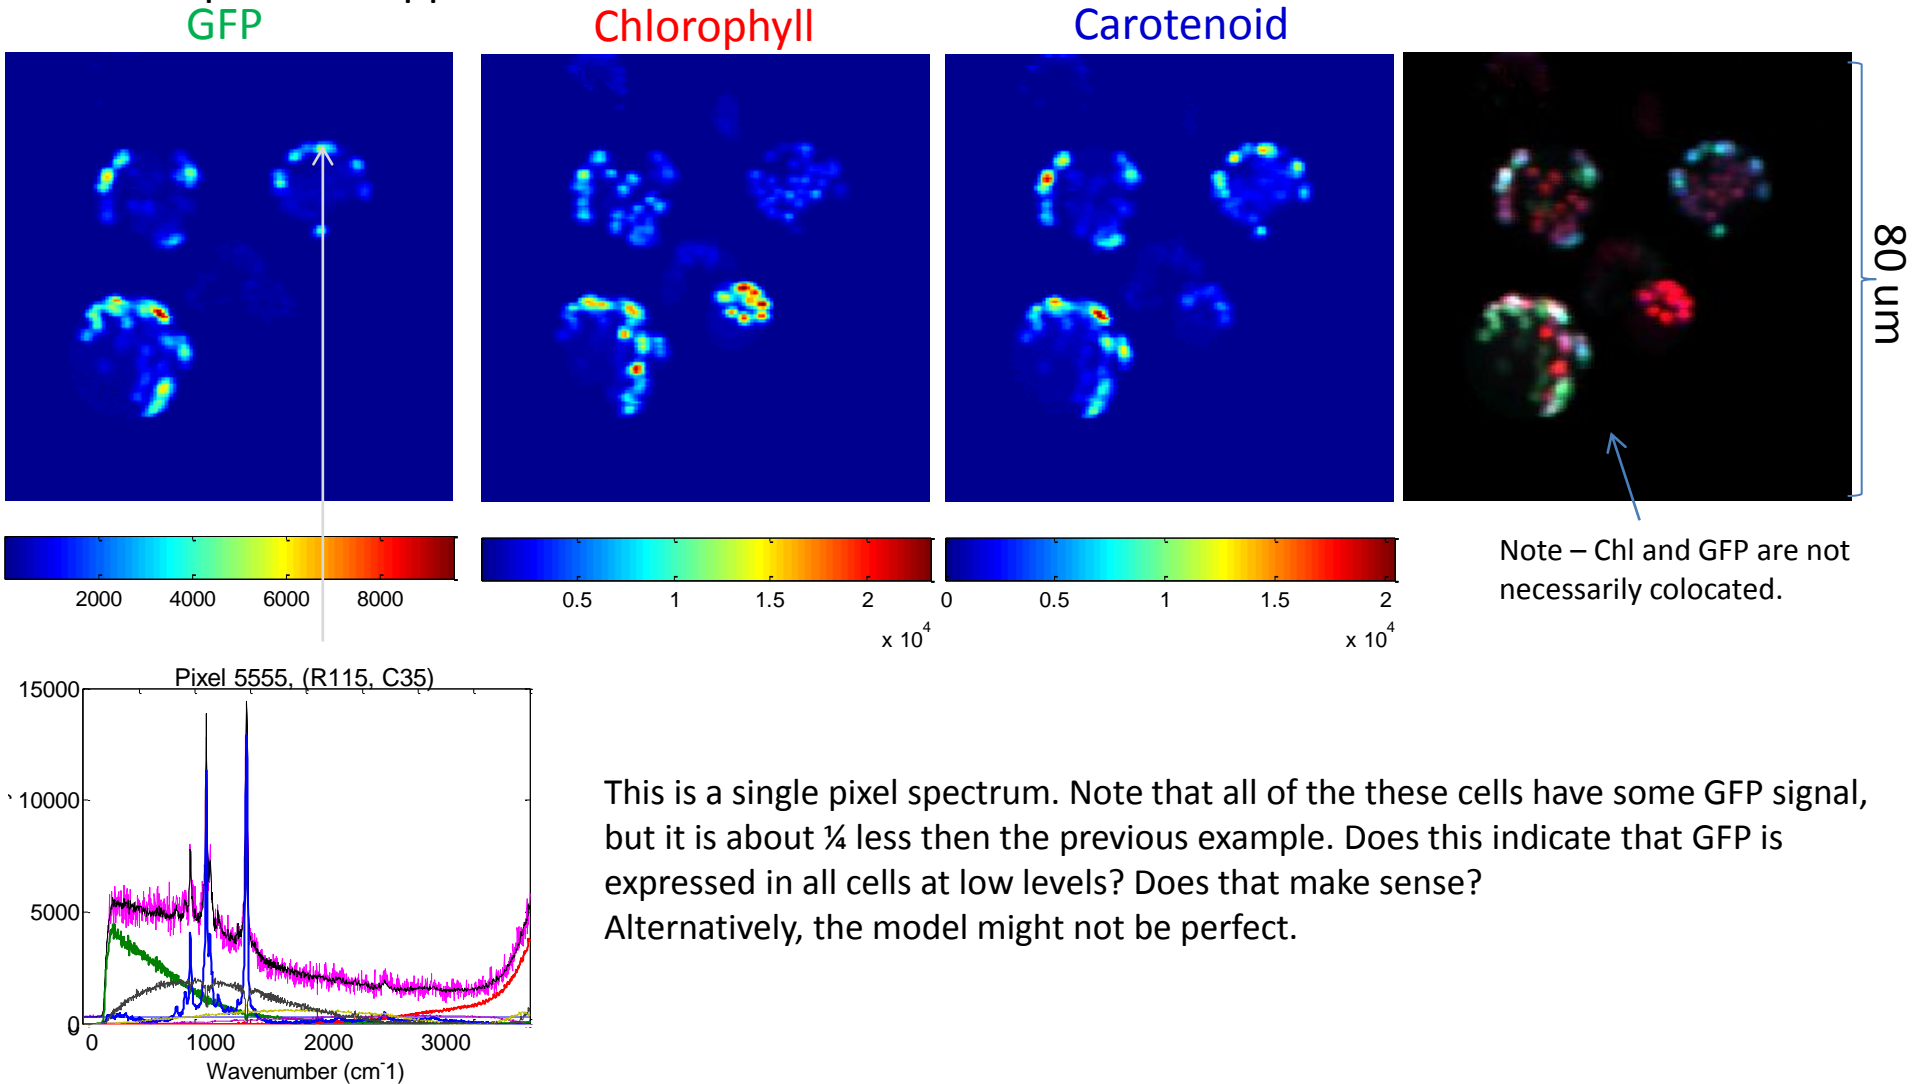 GFP
Chlorophyll
Carotenoid
80 um
2000 4000 6000 8000
0.5 1 1.5 2
x 10^4
0 0.5 1 1.5 2
x 10^4
Note – Chl and GFP are not
necessarily colocated.
Pixel 5555, (R115, C35)
15000
10000
5000
0
0 1000 2000 3000
Wavenumber (cm^-1)
This is a single pixel spectrum. Note that all of the these cells have some GFP signal,
but it is about ¼ less then the previous example. Does this indicate that GFP is
expressed in all cells at low levels? Does that make sense?
Alternatively, the model might not be perfect.